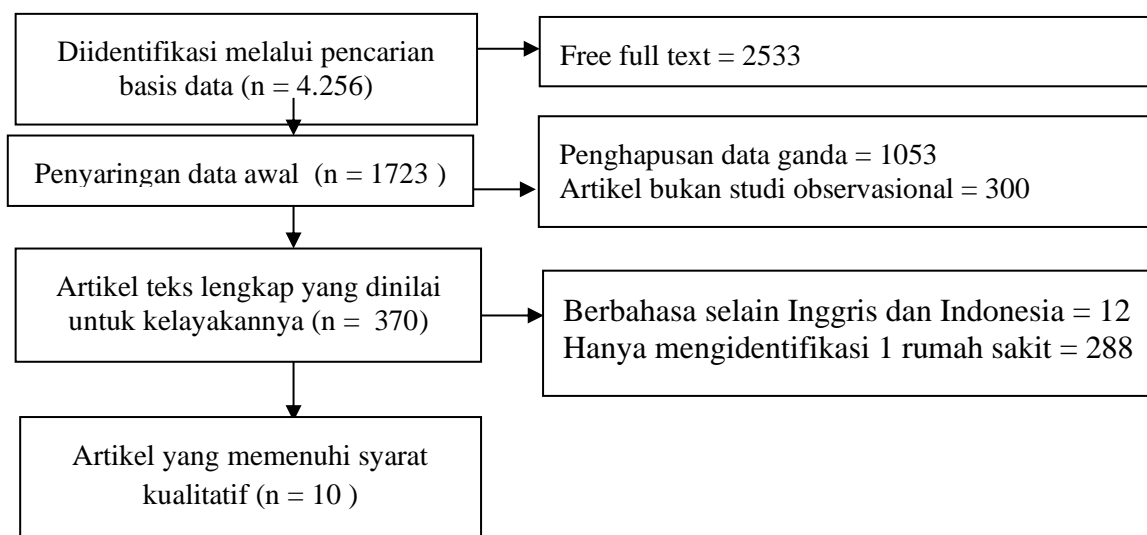 Diidentifikasi melalui pencarian
basis data (n = 4.256)
Free full text = 2533
Penyaringan data awal (n = 1723 )
Penghapusan data ganda = 1053
Artikel bukan studi observasional = 300
Artikel teks lengkap yang dinilai
untuk kelayakannya (n = 370)
Berbahasa selain Inggris dan Indonesia = 12
Hanya mengidentifikasi 1 rumah sakit = 288
Artikel yang memenuhi syarat
kualitatif (n = 10 )